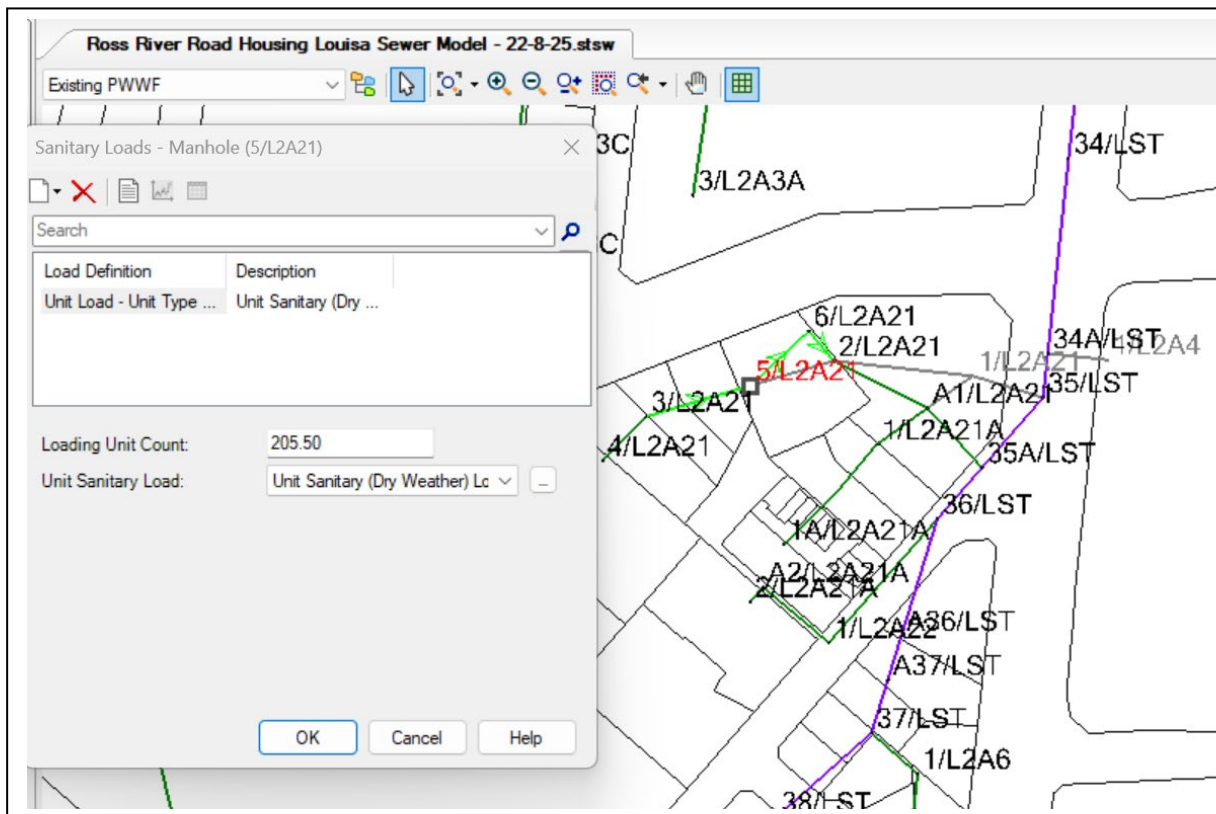 Ross River Road Housing Louisa Sewer Model - 22-8-25.stsw
Existing PWWF
Sanitary Loads - Manhole (5/L2A21)
Search
Load Definition Description
Unit Load - Unit Type ... Unit Sanitary (Dry ...
Loading Unit Count: 205.50
Unit Sanitary Load: Unit Sanitary (Dry Weather) Lo
OK Cancel Help
3C
34/LST
3/L2A3A
C
6/L2A21
2/L2A21
34A/LST
1/L2A21
5/L2A21
35/LST
3/L2A21
A1/L2A21
4/L2A21
1/L2A21A
35A/LST
36/LST
1A/L2A21A
A2/L2A21A
2/L2A21A
1/L2A22
A36/LST
A37/LST
37/LST
1/L2A6
38/LST